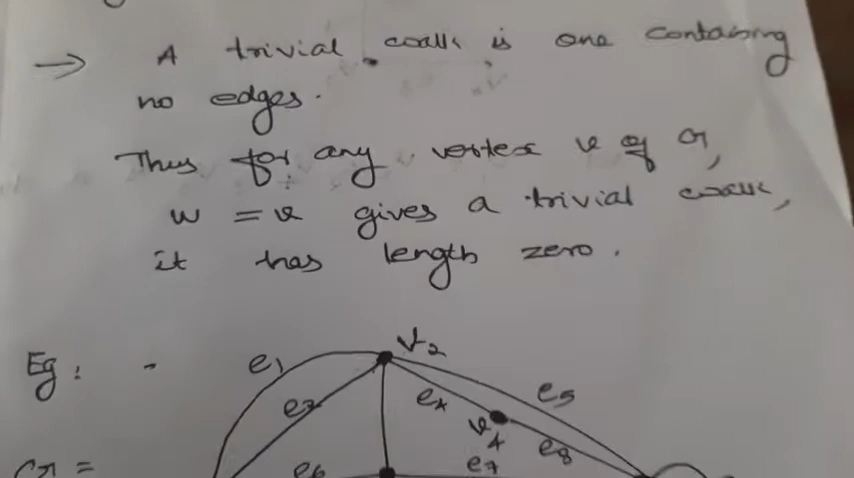 → A trivial walk is one containing
no edges.
Thus for any vertex v of G,
w = v gives a trivial walk,
it has length zero.
Eg: -
v2
e1
e2
e4
e5
v4
e8
G =
e6
e7